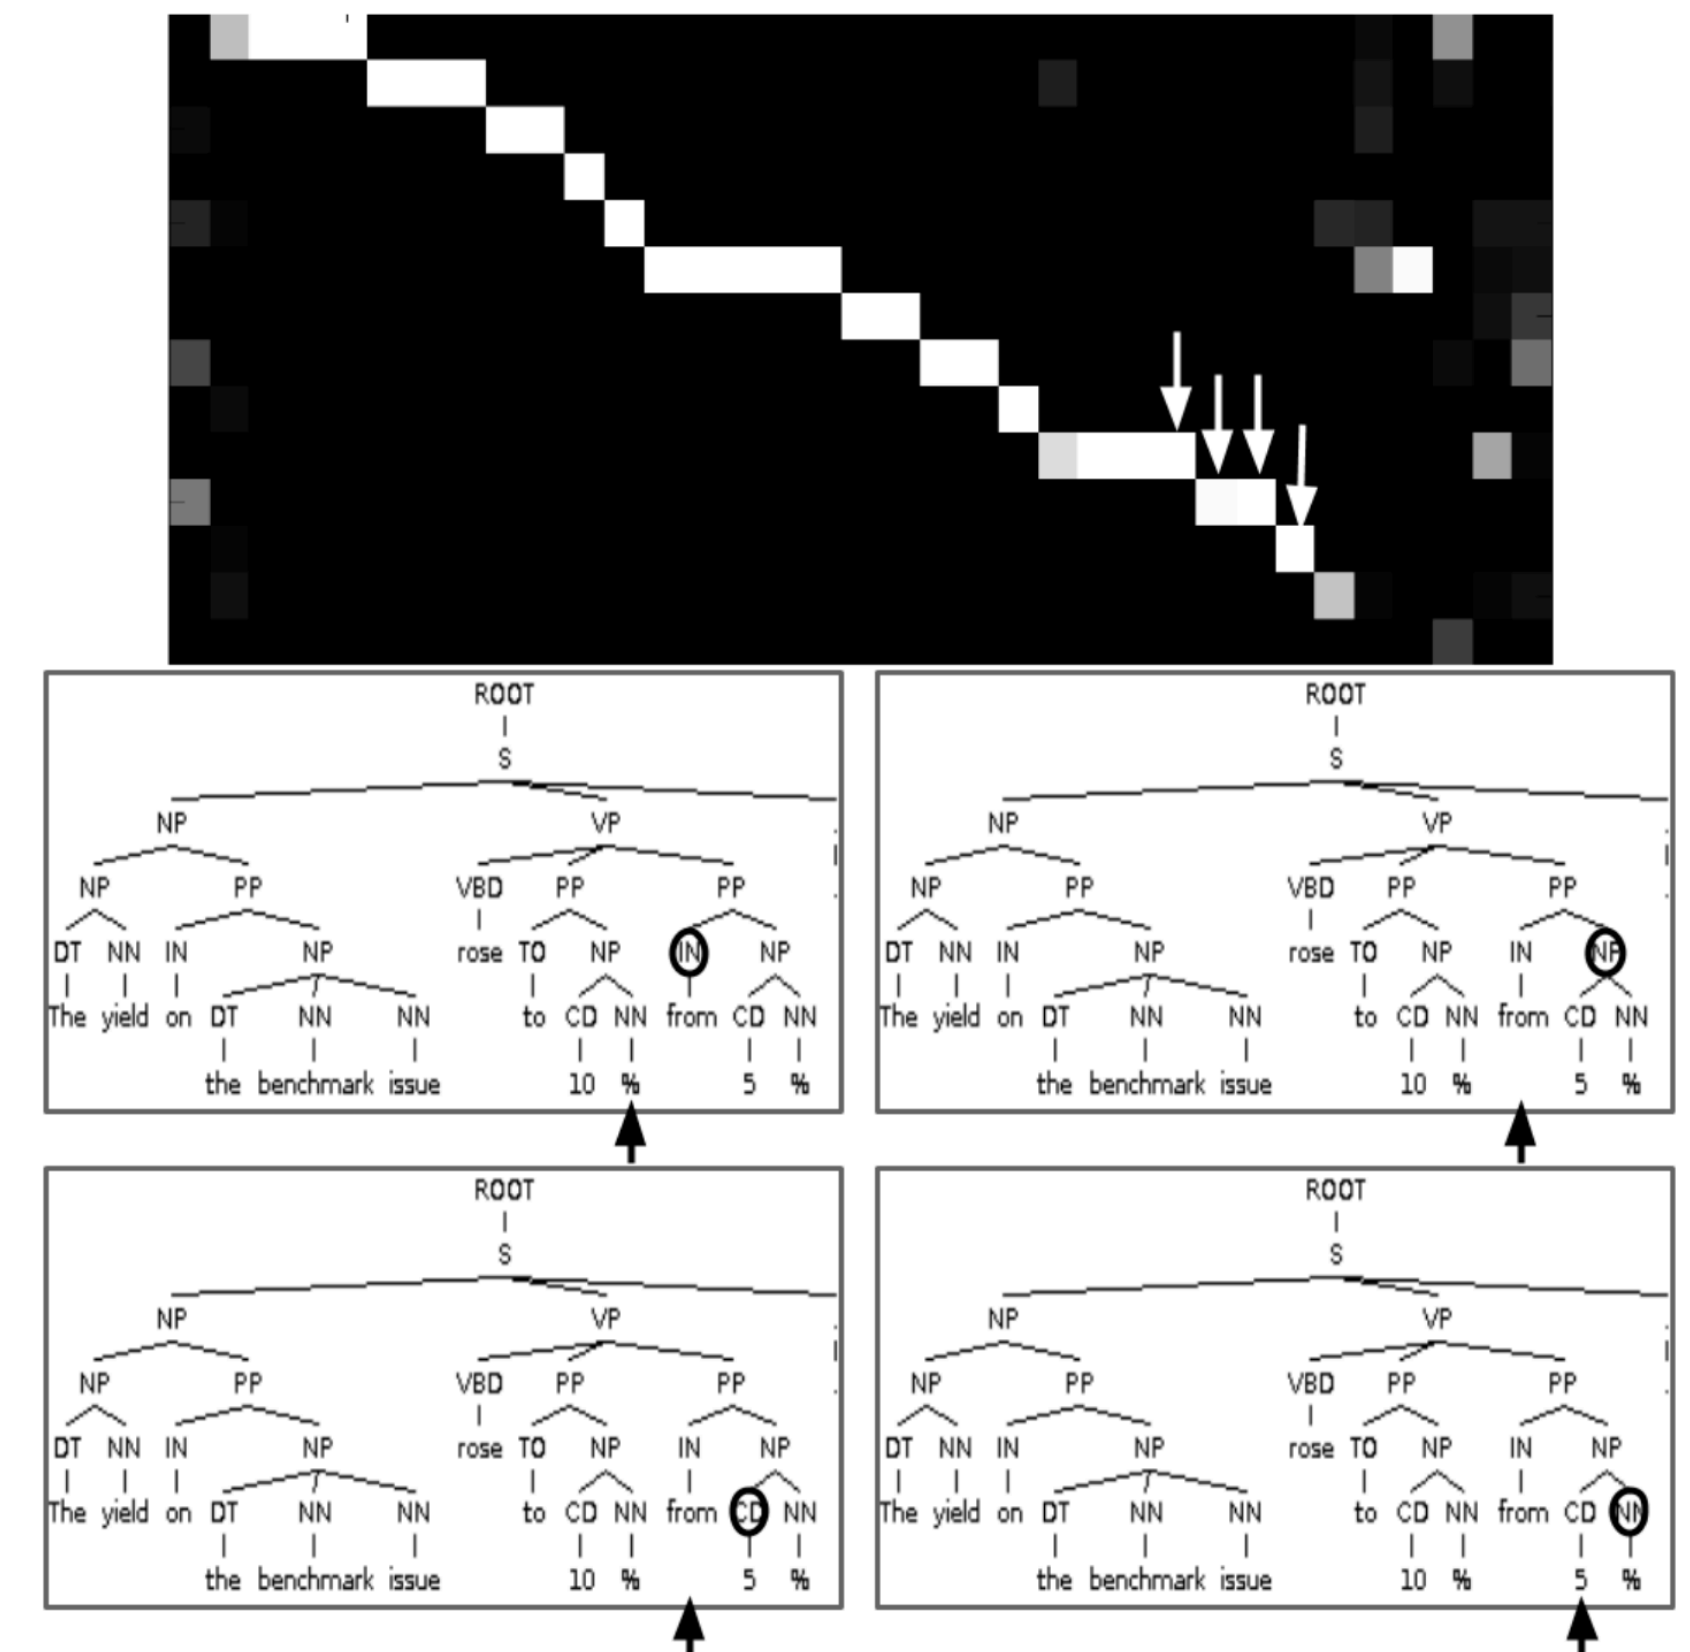 ROOT
S
NP VP .
NP PP VBD PP PP .
DT NN IN NP rose TO NP IN NP
The yield on DT NN NN to CD NN from CD NN
the benchmark issue 10 % 5 %
ROOT
S
NP VP .
NP PP VBD PP PP .
DT NN IN NP rose TO NP IN NP
The yield on DT NN NN to CD NN from CD NN
the benchmark issue 10 % 5 %
ROOT
S
NP VP .
NP PP VBD PP PP .
DT NN IN NP rose TO NP IN NP
The yield on DT NN NN to CD NN from CD NN
the benchmark issue 10 % 5 %
ROOT
S
NP VP .
NP PP VBD PP PP .
DT NN IN NP rose TO NP IN NP
The yield on DT NN NN to CD NN from CD NN
the benchmark issue 10 % 5 %